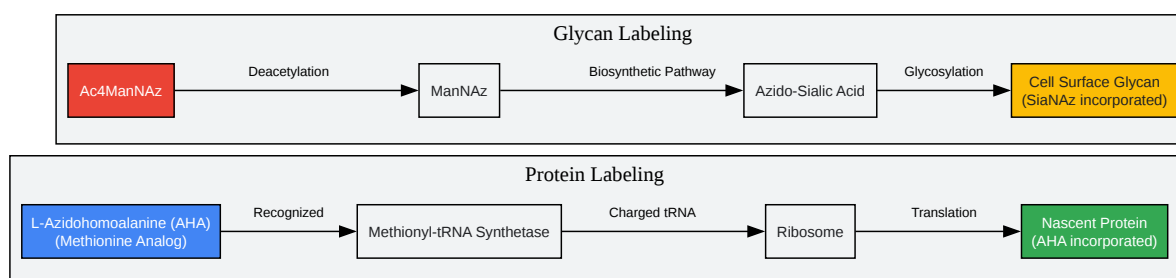 Glycan Labeling
Ac4ManNAz
Deacetylation
ManNAz
Biosynthetic Pathway
Azido-Sialic Acid
Glycosylation
Cell Surface Glycan
(SiaNAz incorporated)
Protein Labeling
L-Azidohomoalanine (AHA)
(Methionine Analog)
Recognized
Methionyl-tRNA Synthetase
Charged tRNA
Ribosome
Translation
Nascent Protein
(AHA incorporated)